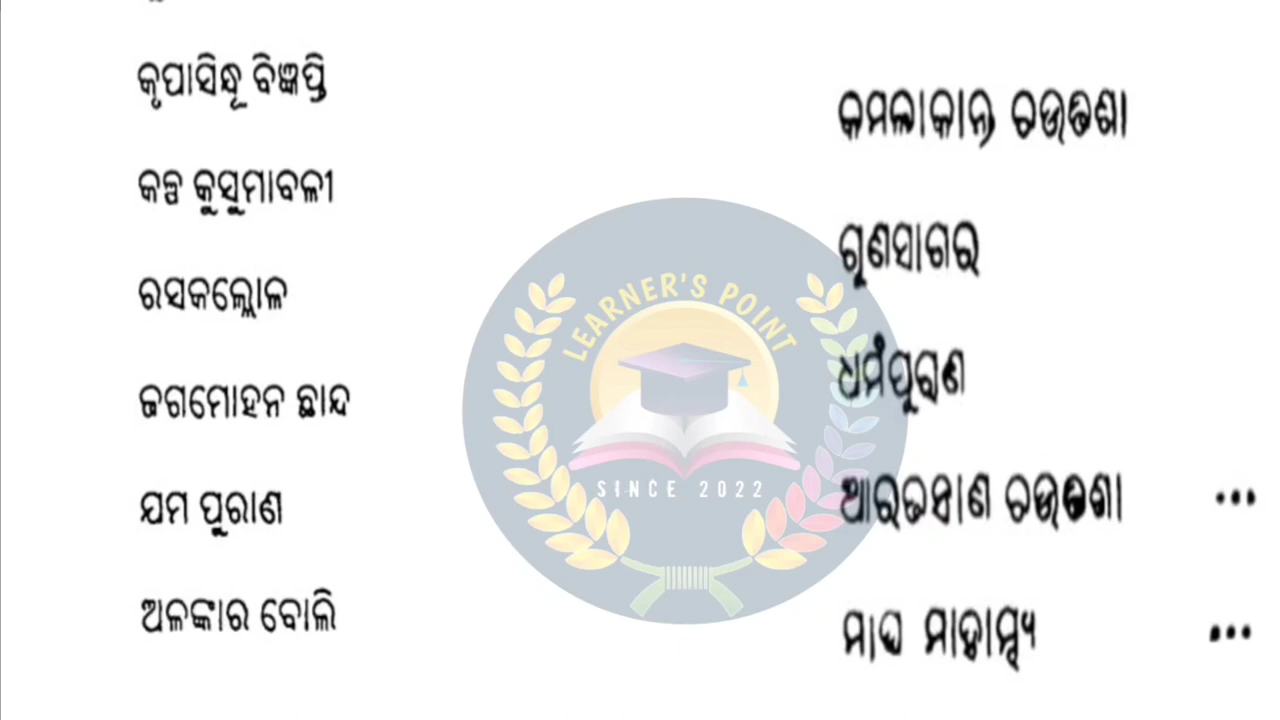 କୃପାସିନ୍ଧୂ ବିଜ୍ଞପ୍ତି
କଳ୍ପ କୁସୁମାବଳୀ
ରସକଲ୍ଲୋଳ
ଜଗମୋହନ ଛାନ୍ଦ
ଯମ ପୁରାଣ
ଅଳଙ୍କାର ବୋଲି
କମଳାକାନ୍ତ ଚଉତିଶା
ଗୁଣସାଗର
ଧର୍ମପୁରାଣ
ଚଉତିଶା ...
ମାଘ ମାହାତ୍ମ୍ୟ ...
LEARNER'S POINT
SINCE 2022